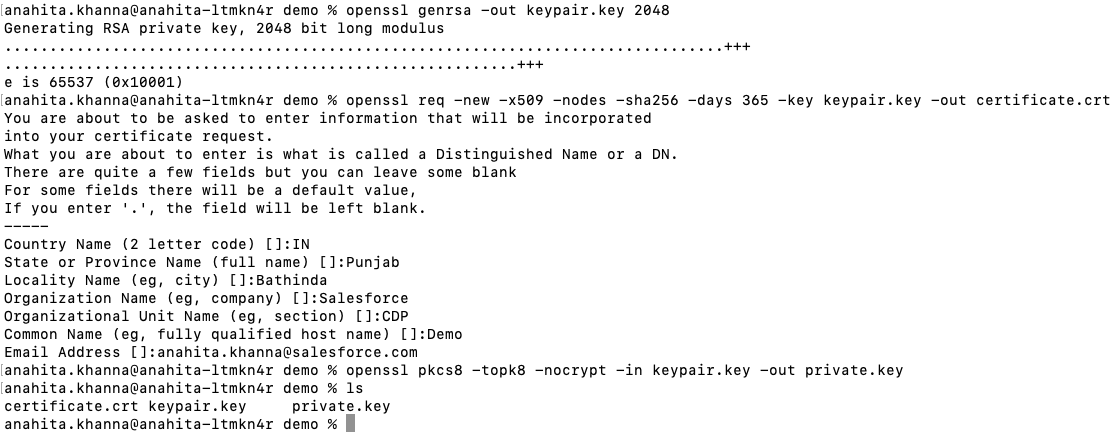 anahita.khanna@anahita-ltmkn4r demo % openssl genrsa -out keypair.key 2048
Generating RSA private key, 2048 bit long modulus
................................................................................+++
.........................................................+++
e is 65537 (0x10001)
anahita.khanna@anahita-ltmkn4r demo % openssl req -new -x509 -nodes -sha256 -days 365 -key keypair.key -out certificate.crt
You are about to be asked to enter information that will be incorporated
into your certificate request.
What you are about to enter is what is called a Distinguished Name or a DN.
There are quite a few fields but you can leave some blank
For some fields there will be a default value,
If you enter '.', the field will be left blank.
-----
Country Name (2 letter code) []:IN
State or Province Name (full name) []:Punjab
Locality Name (eg, city) []:Bathinda
Organization Name (eg, company) []:Salesforce
Organizational Unit Name (eg, section) []:CDP
Common Name (eg, fully qualified host name) []:Demo
Email Address []:anahita.khanna@salesforce.com
anahita.khanna@anahita-ltmkn4r demo % openssl pkcs8 -topk8 -nocrypt -in keypair.key -out private.key
anahita.khanna@anahita-ltmkn4r demo % ls
certificate.crt keypair.key     private.key
anahita.khanna@anahita-ltmkn4r demo %